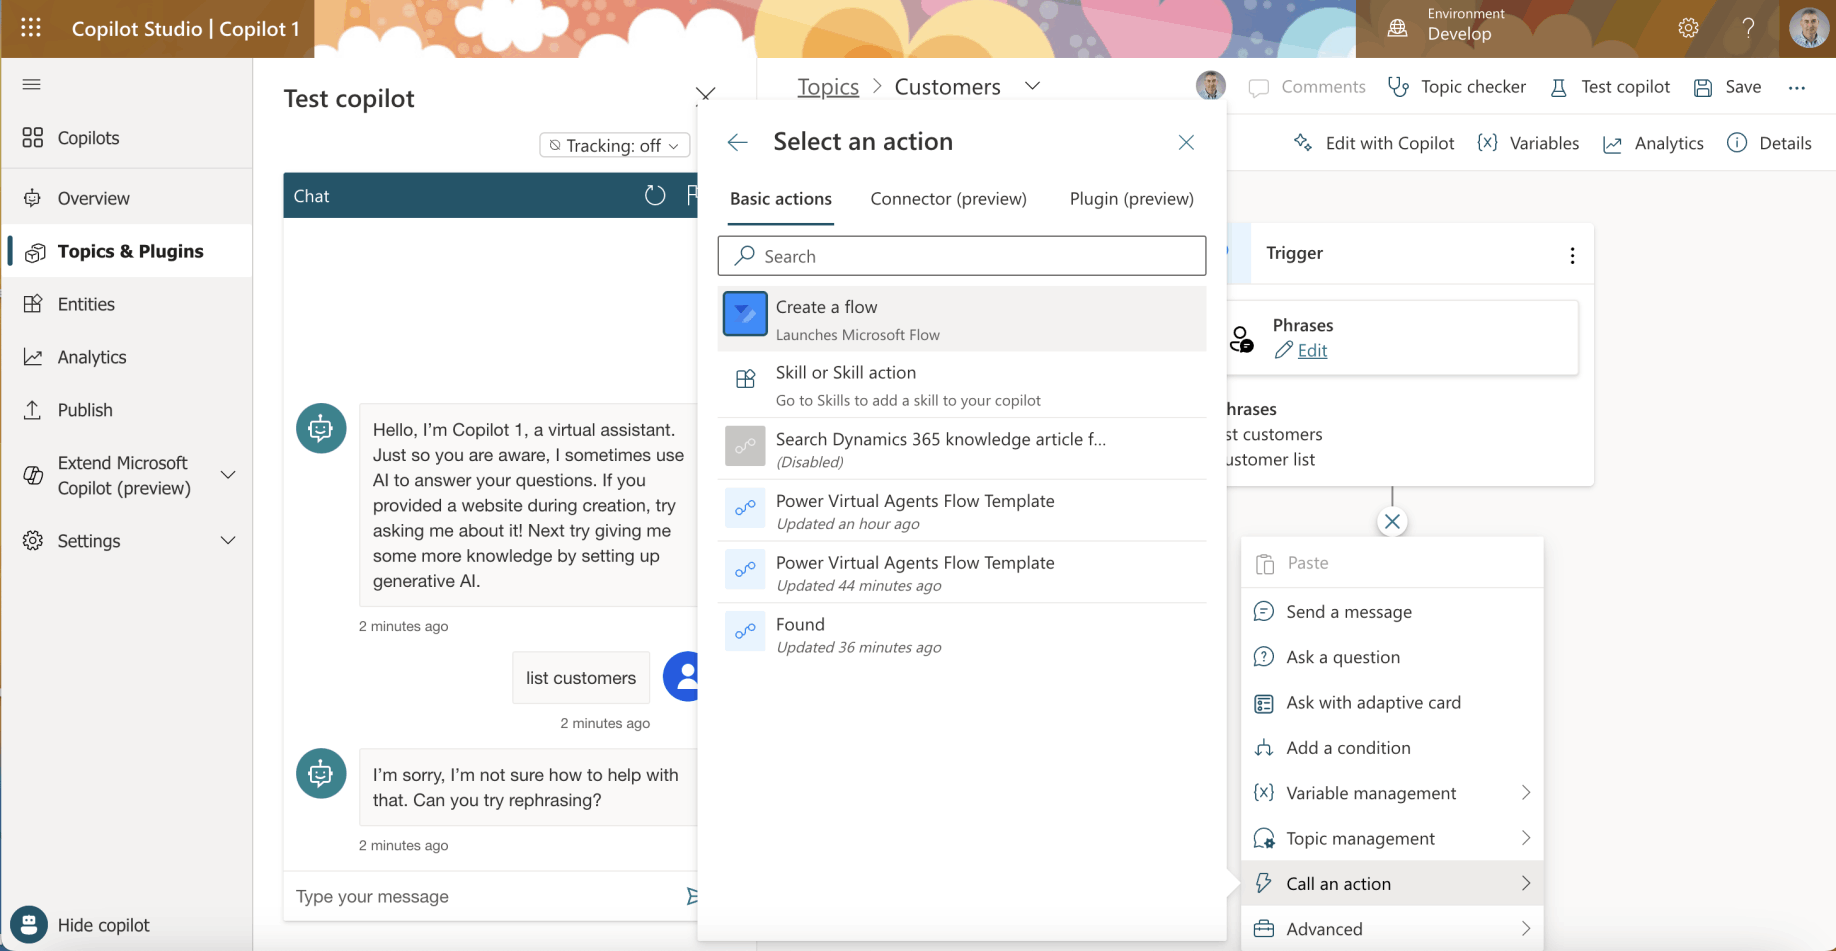 Copilot Studio | Copilot 1
Environment
Develop
Copilots
Overview
Topics & Plugins
Entities
Analytics
Publish
Extend Microsoft
Copilot (preview)
Settings
Hide copilot
Test copilot
Tracking: off
Chat
Hello, I'm Copilot 1, a virtual assistant.
Just so you are aware, I sometimes use
AI to answer your questions. If you
provided a website during creation, try
asking me about it! Next try giving me
some more knowledge by setting up
generative AI.
2 minutes ago
list customers
2 minutes ago
I'm sorry, I'm not sure how to help with
that. Can you try rephrasing?
2 minutes ago
Type your message
Topics > Customers
Comments
Topic checker
Test copilot
Save
Edit with Copilot
Variables
Analytics
Details
Select an action
Basic actions
Connector (preview)
Plugin (preview)
Search
Create a flow
Launches Microsoft Flow
Skill or Skill action
Go to Skills to add a skill to your copilot
Search Dynamics 365 knowledge article f...
(Disabled)
Power Virtual Agents Flow Template
Updated an hour ago
Power Virtual Agents Flow Template
Updated 44 minutes ago
Found
Updated 36 minutes ago
Trigger
Phrases
Edit
hrases
st customers
ustomer list
Paste
Send a message
Ask a question
Ask with adaptive card
Add a condition
Variable management
Topic management
Call an action
Advanced